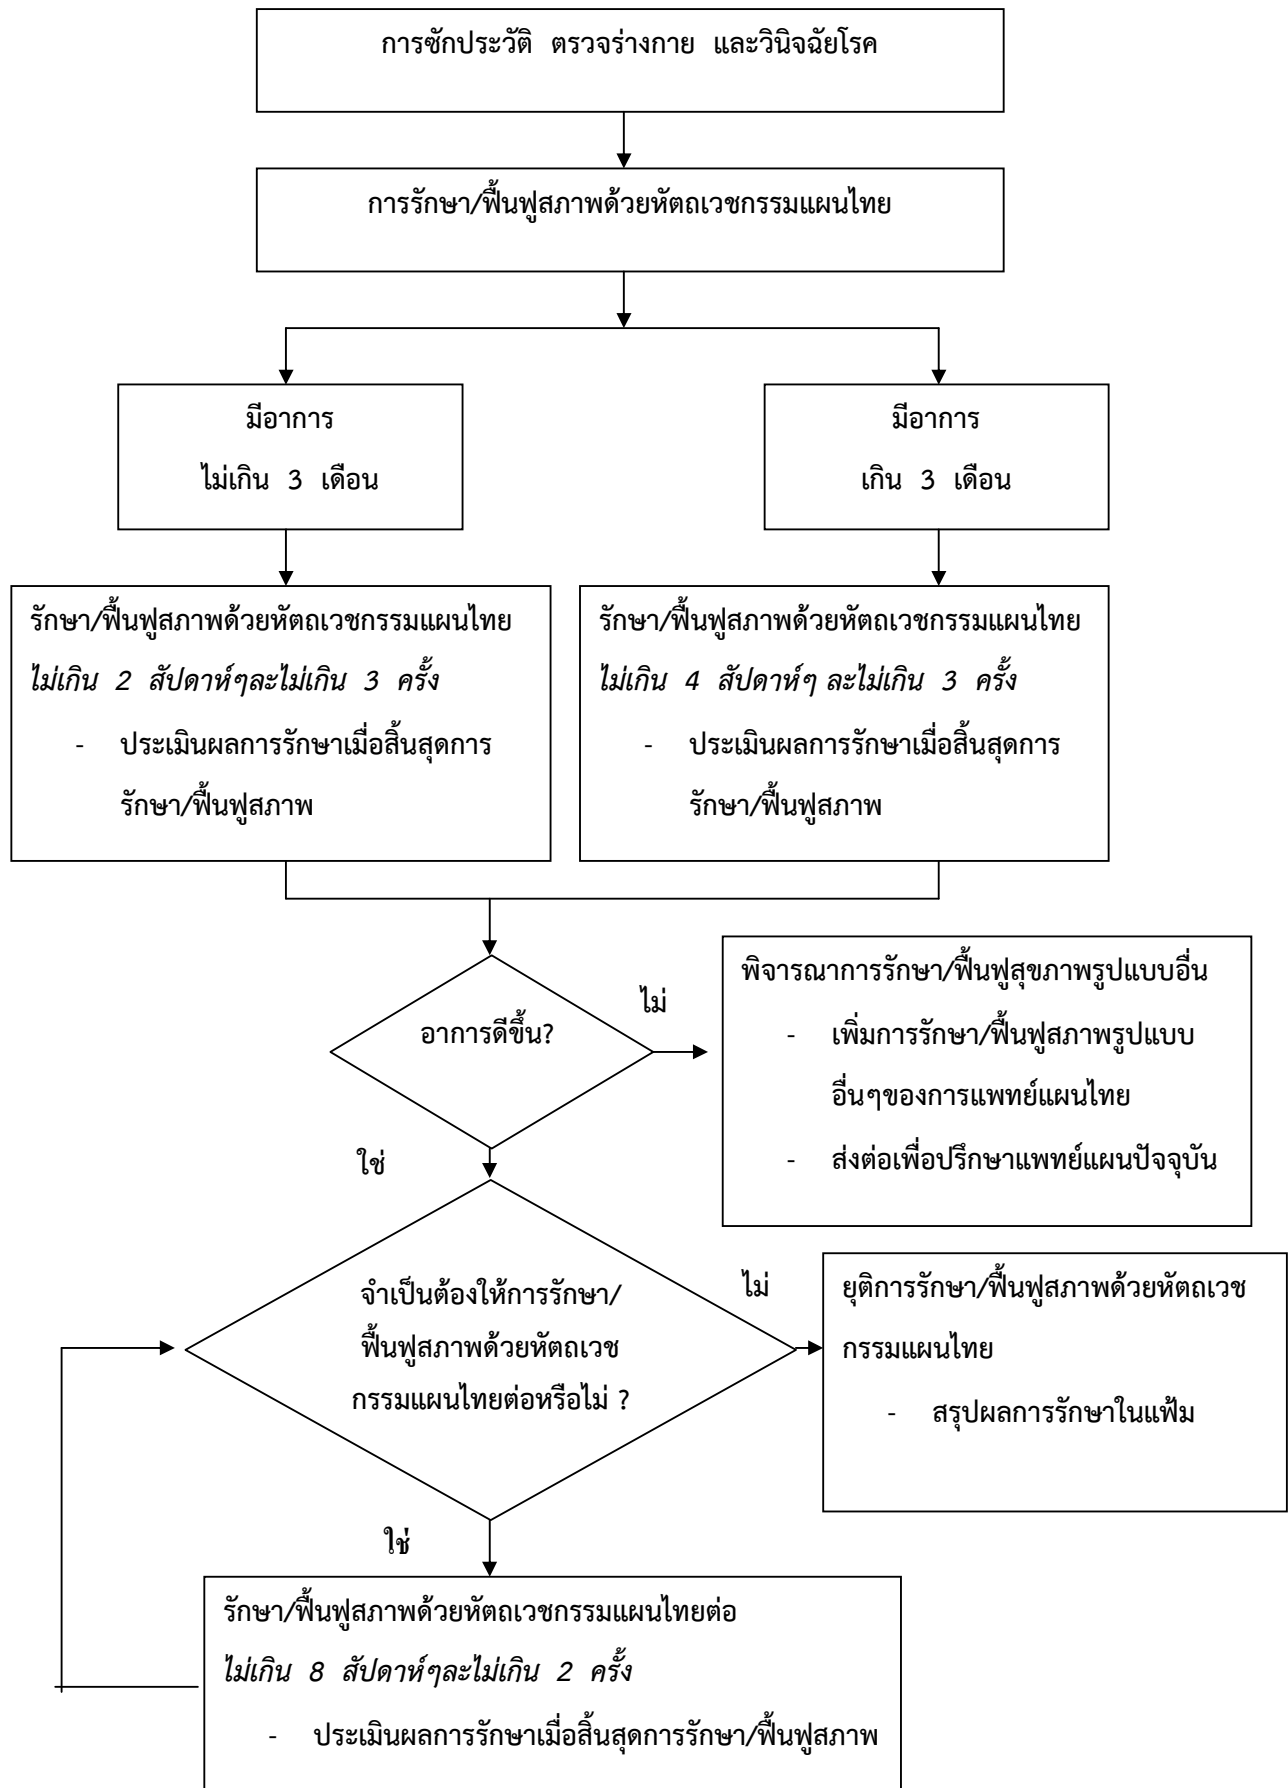 การซักประวัติ ตรวจร่างกาย และวินิจฉัยโรค
การรักษา/ฟื้นฟูสภาพด้วยหัตถเวชกรรมแผนไทย
มีอาการ
ไม่เกิน 3 เดือน
มีอาการ
เกิน 3 เดือน
รักษา/ฟื้นฟูสภาพด้วยหัตถเวชกรรมแผนไทย
ไม่เกิน 2 สัปดาห์ๆละไม่เกิน 3 ครั้ง
- ประเมินผลการรักษาเมื่อสิ้นสุดการ
รักษา/ฟื้นฟูสภาพ
รักษา/ฟื้นฟูสภาพด้วยหัตถเวชกรรมแผนไทย
ไม่เกิน 4 สัปดาห์ๆ ละไม่เกิน 3 ครั้ง
- ประเมินผลการรักษาเมื่อสิ้นสุดการ
รักษา/ฟื้นฟูสภาพ
อาการดีขึ้น?
ไม่
พิจารณาการรักษา/ฟื้นฟูสุขภาพรูปแบบอื่น
- เพิ่มการรักษา/ฟื้นฟูสภาพรูปแบบ
อื่นๆของการแพทย์แผนไทย
- ส่งต่อเพื่อปรึกษาแพทย์แผนปัจจุบัน
ใช่
จำเป็นต้องให้การรักษา/
ฟื้นฟูสภาพด้วยหัตถเวช
กรรมแผนไทยต่อหรือไม่ ?
ไม่
ยุติการรักษา/ฟื้นฟูสภาพด้วยหัตถเวช
กรรมแผนไทย
- สรุปผลการรักษาในแฟ้ม
ใช่
รักษา/ฟื้นฟูสภาพด้วยหัตถเวชกรรมแผนไทยต่อ
ไม่เกิน 8 สัปดาห์ๆละไม่เกิน 2 ครั้ง
- ประเมินผลการรักษาเมื่อสิ้นสุดการรักษา/ฟื้นฟูสภาพ